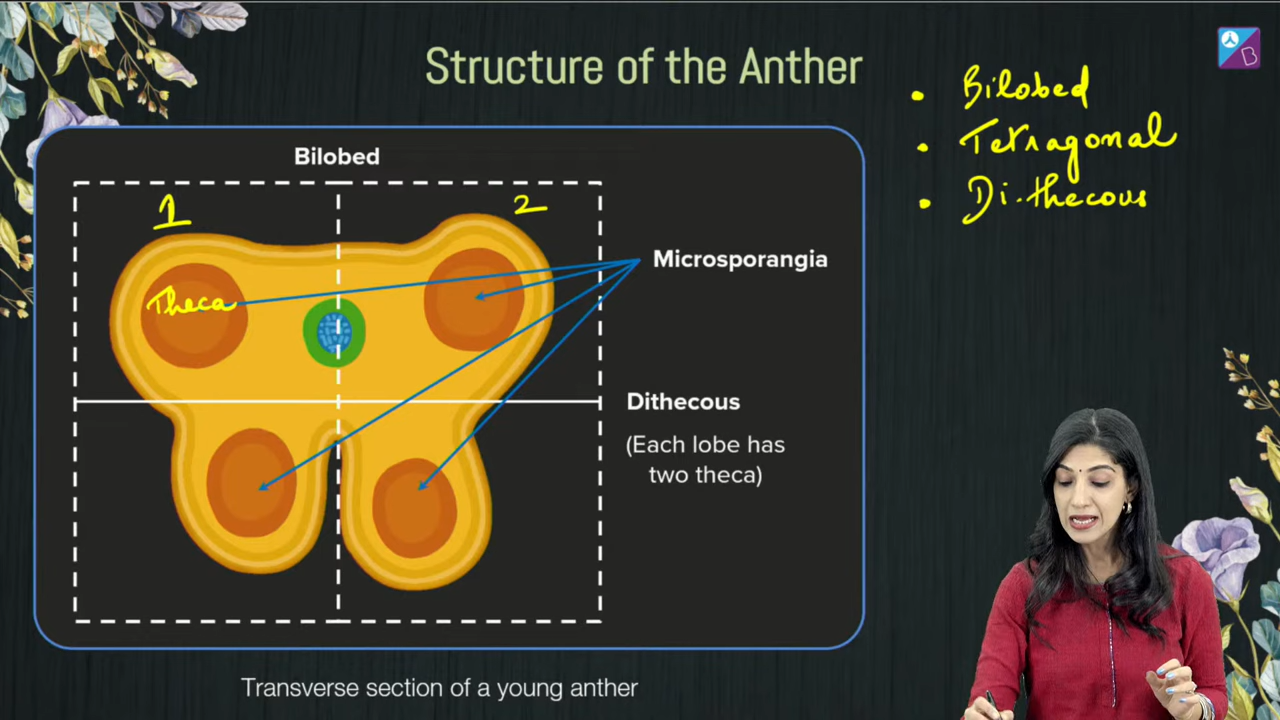 Structure of the Anther
B
• Bilobed
• Tetragonal
• Di.thecous
Bilobed
1
2
Theca
Microsporangia
Dithecous
(Each lobe has
two theca)
Transverse section of a young anther